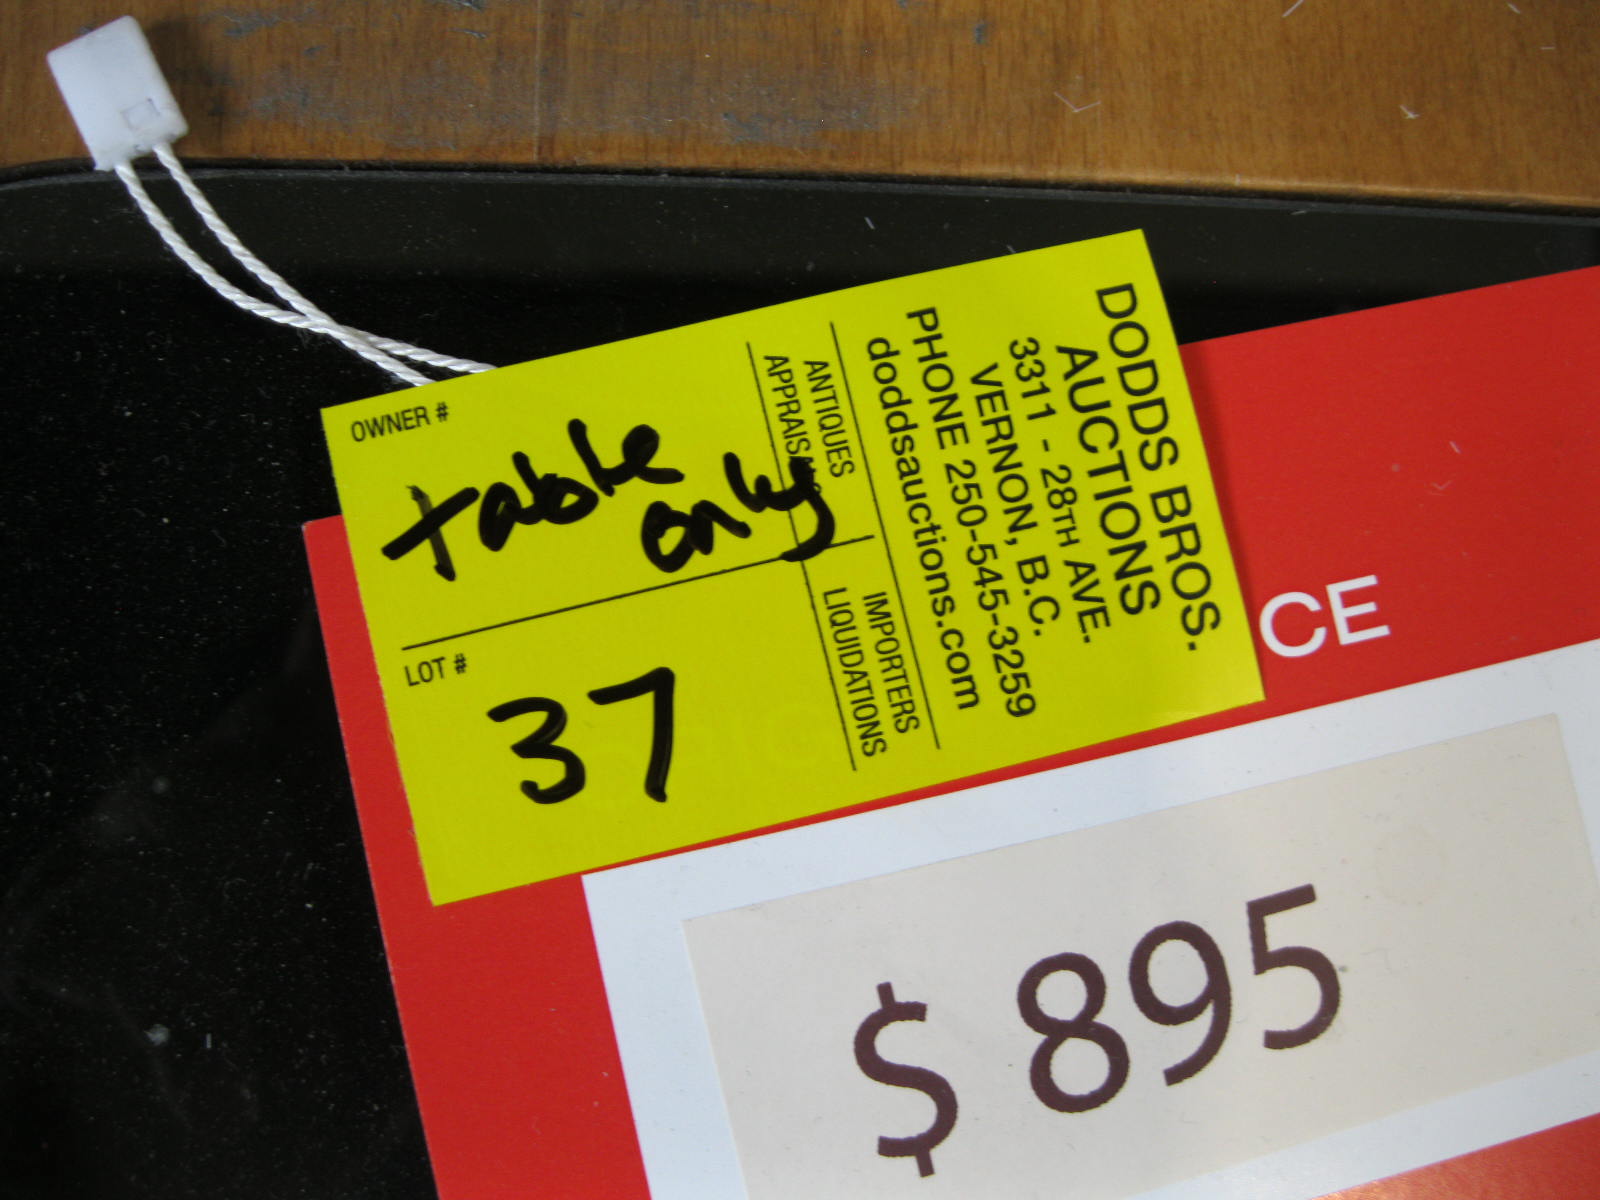 DODDS BROS.
AUCTIONS
3311 - 28TH AVE.
VERNON, B.C.
PHONE 250-545-3259
doddsauctions.com
ANTIQUES
IMPORTERS
LIQUIDATIONS
OWNER #
table
only
LOT #
37
CE
$ 895